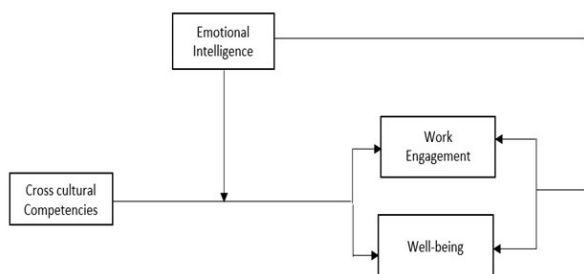 Emotional
Intelligence
Work
Engagement
Cross cultural
Competencies
Well-being